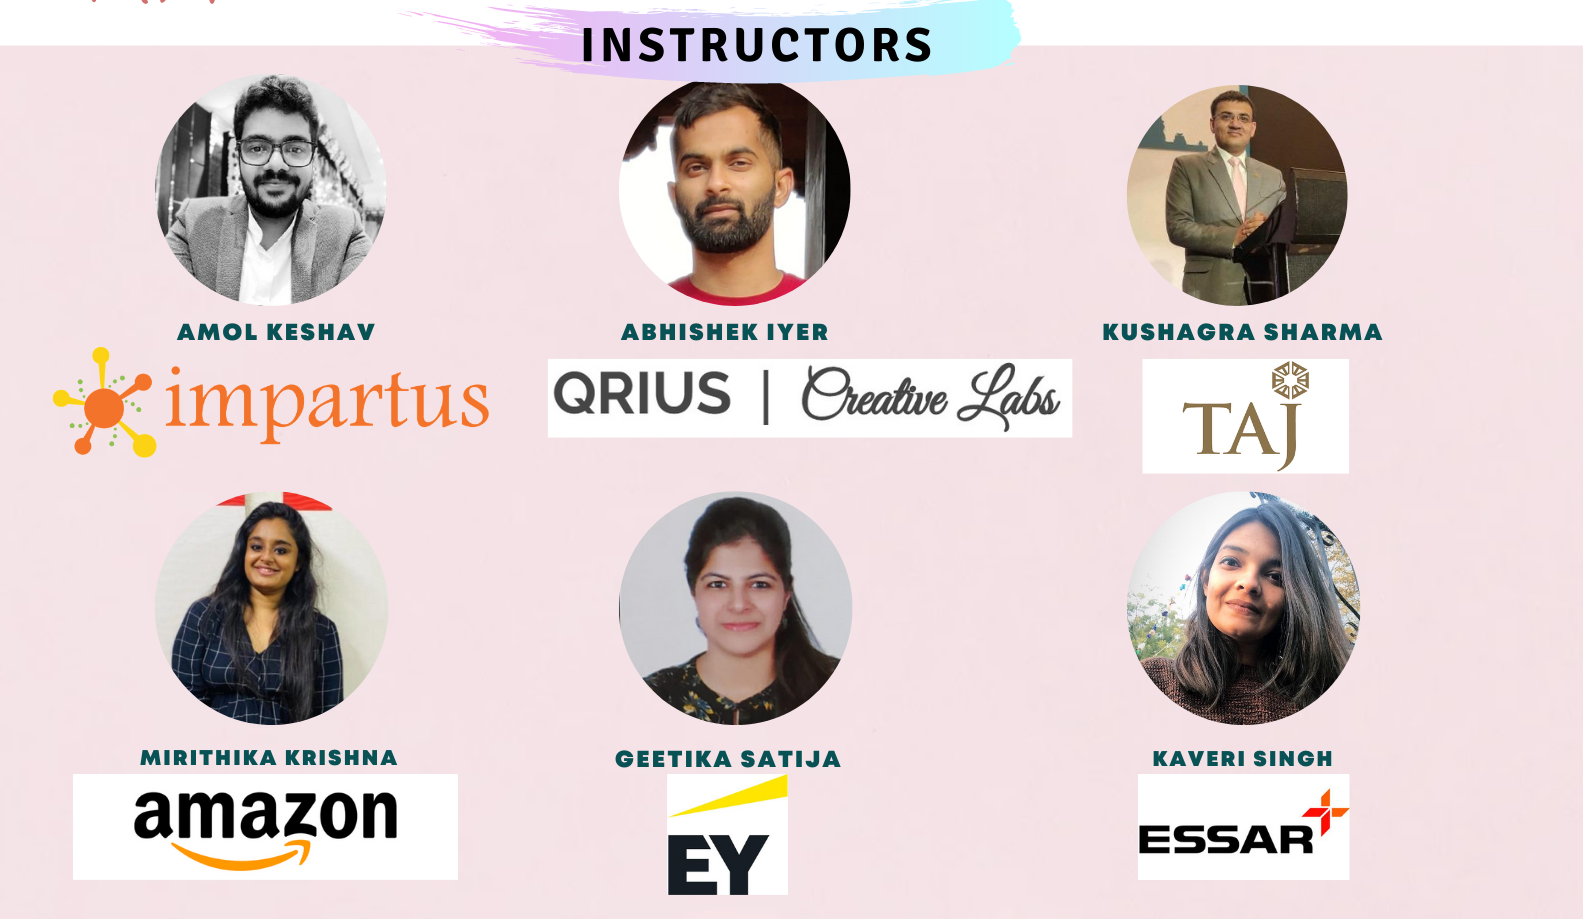 INSTRUCTORS
AMOL KESHAV
ABHISHEK IYER
KUSHAGRA SHARMA
impartus
QRIUS | Creative Labs
TAJ
MIRITHIKA KRISHNA
GEETIKA SATIJA
KAVERI SINGH
amazon
EY
ESSAR